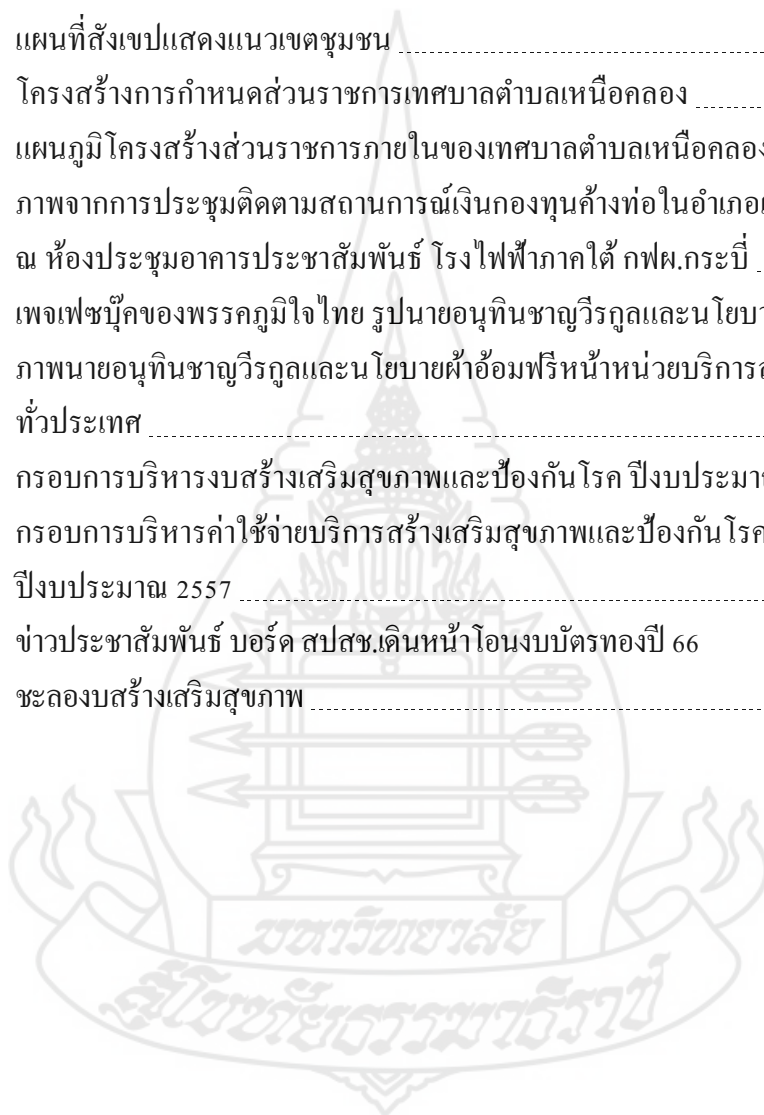 แผนที่สังเขปแสดงแนวเขตชุมชน
โครงสร้างการกำหนดส่วนราชการเทศบาลตำบลเหนือคลอง
แผนภูมิโครงสร้างส่วนราชการภายในของเทศบาลตำบลเหนือคลอง
ภาพจากการประชุมติดตามสถานการณ์เงินกองทุนค้างท่อในอำเภอ
ณ ห้องประชุมอาคารประชาสัมพันธ์ โรงไฟฟ้าภาคใต้ กฟผ.กระบี่
เพจเฟซบุ๊คของพรรคภูมิใจไทย รูปนายอนุทินชาญวีรกูลและนโยบา
ภาพนายอนุทินชาญวีรกูลและนโยบายผ้าอ้อมฟรีหน้าหน่วยบริการ
ทั่วประเทศ
กรอบการบริหารงบสร้างเสริมสุขภาพและป้องกันโรค ปีงบประมา
กรอบการบริหารค่าใช้จ่ายบริการสร้างเสริมสุขภาพและป้องกันโรค
ปีงบประมาณ 2557
ข่าวประชาสัมพันธ์ บอร์ด สปสช.เดินหน้าโอนงบบัตรทองปี 66
ชะลองบสร้างเสริมสุขภาพ
มหาวิทยาลัย
สุโขทัยธรรมาธิราช